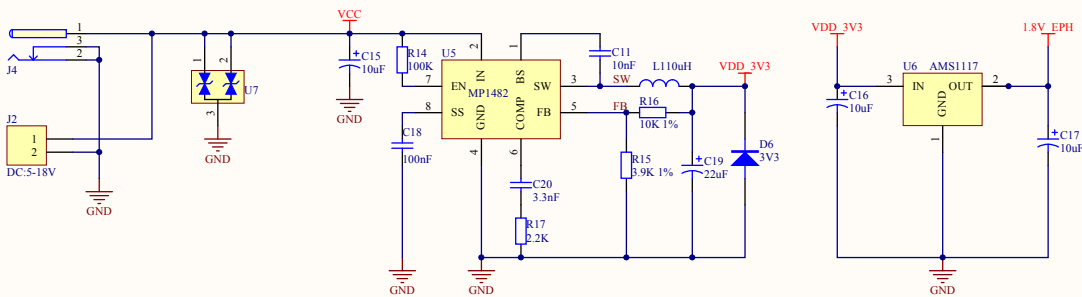 1
3
2
J4
J2
1
2
DC:5-18V
GND
1
2
3
U7
GND
VCC
C15
10uF
GND
R14
100K
C18
100nF
GND
U5
MP1482
2
IN
1
BS
7
EN
8
SS
SW
3
FB
5
GND
4
COMP
6
C20
3.3nF
R17
2.2K
GND
C11
10nF
SW
L110uH
FB
R16
10K 1%
R15
3.9K 1%
C19
22uF
VDD_3V3
D6
3V3
VDD_3V3
C16
10uF
U6
AMS1117
3
IN
OUT
2
GND
1
GND
1.8V_EPH
C17
10uF